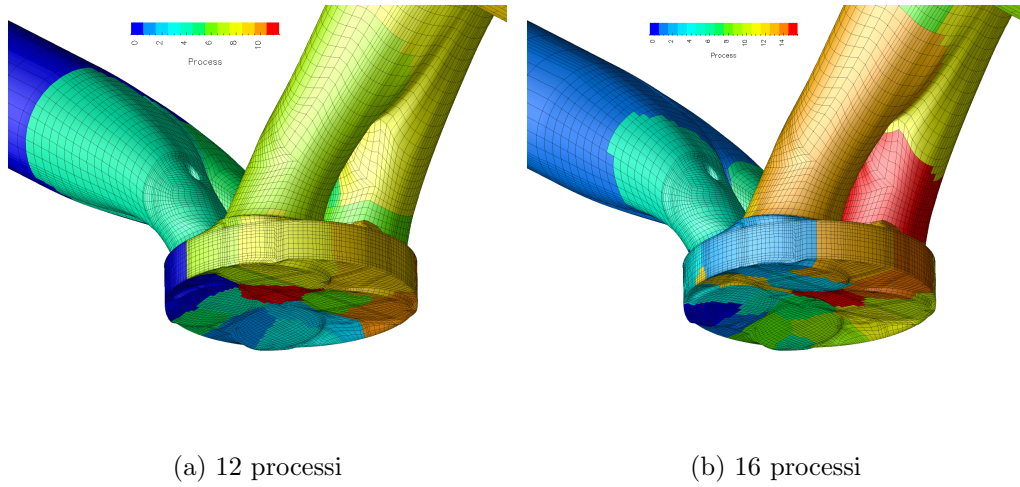 0 2 4 6 8 10
Process
0 2 4 6 8 10 12 14
Process
(a) 12 processi
(b) 16 processi